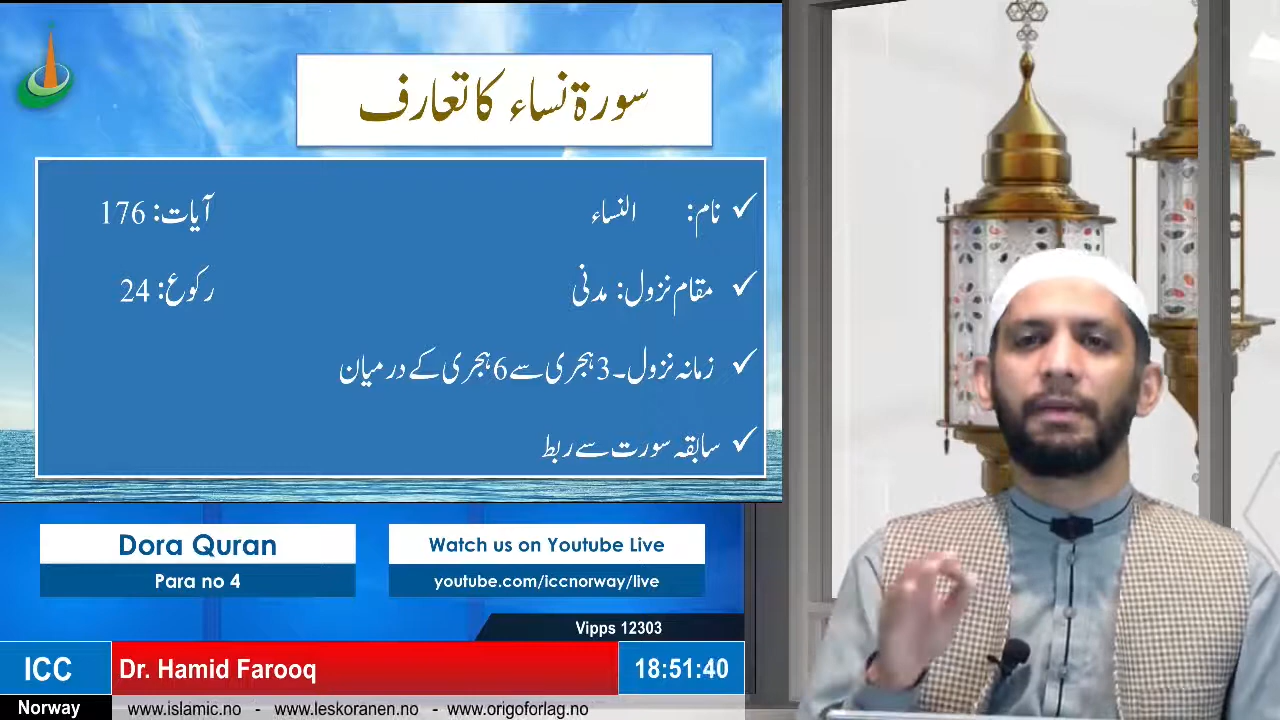 سورۃ نساء کا تعارف
✓ نام: النساء آیات: 176
✓ مقام نزول: مدنی رکوع: 24
✓ زمانہ نزول۔ 3 ہجری سے 6 ہجری کے درمیان
✓ سابقہ سورت سے ربط
Dora Quran
Para no 4
Watch us on Youtube Live
youtube.com/iccnorway/live
Vipps 12303
ICC
Norway
Dr. Hamid Farooq
18:51:40
www.islamic.no - www.leskoranen.no - www.origoforlag.no